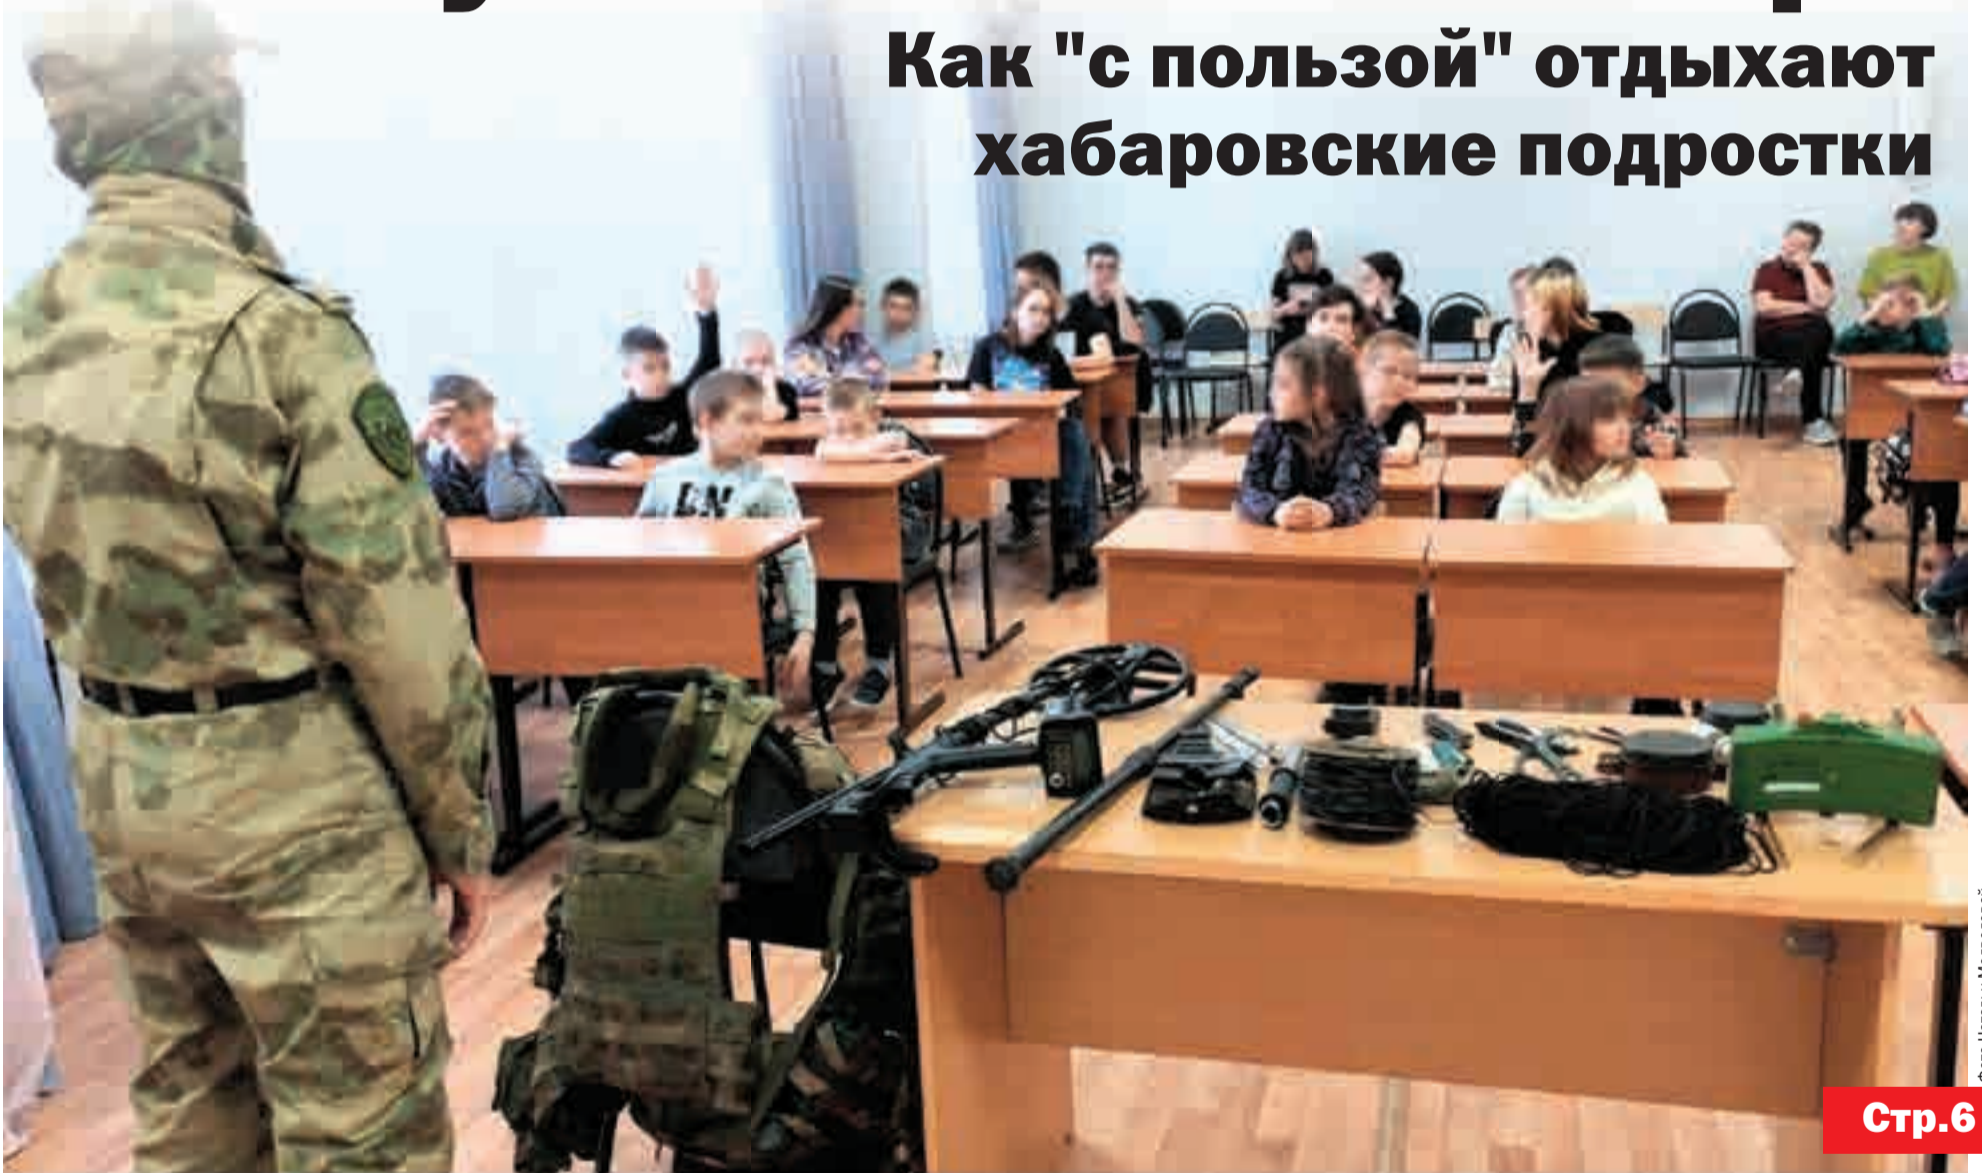 Как "с пользой" отдыхают
хабаровские подростки
Стр.6